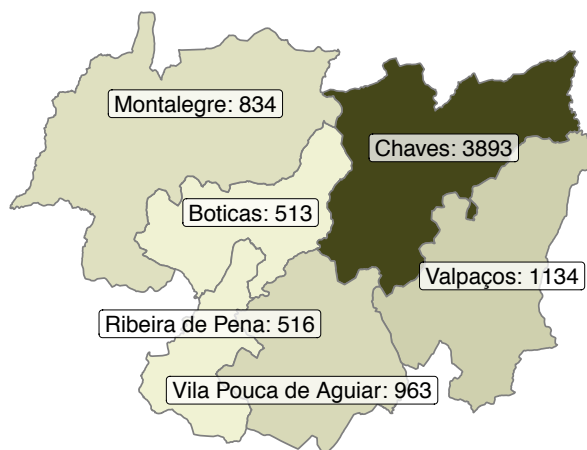 Montalegre: 834
Chaves: 3893
Boticas: 513
Valpaços: 1134
Ribeira de Pena: 516
Vila Pouca de Aguiar: 963